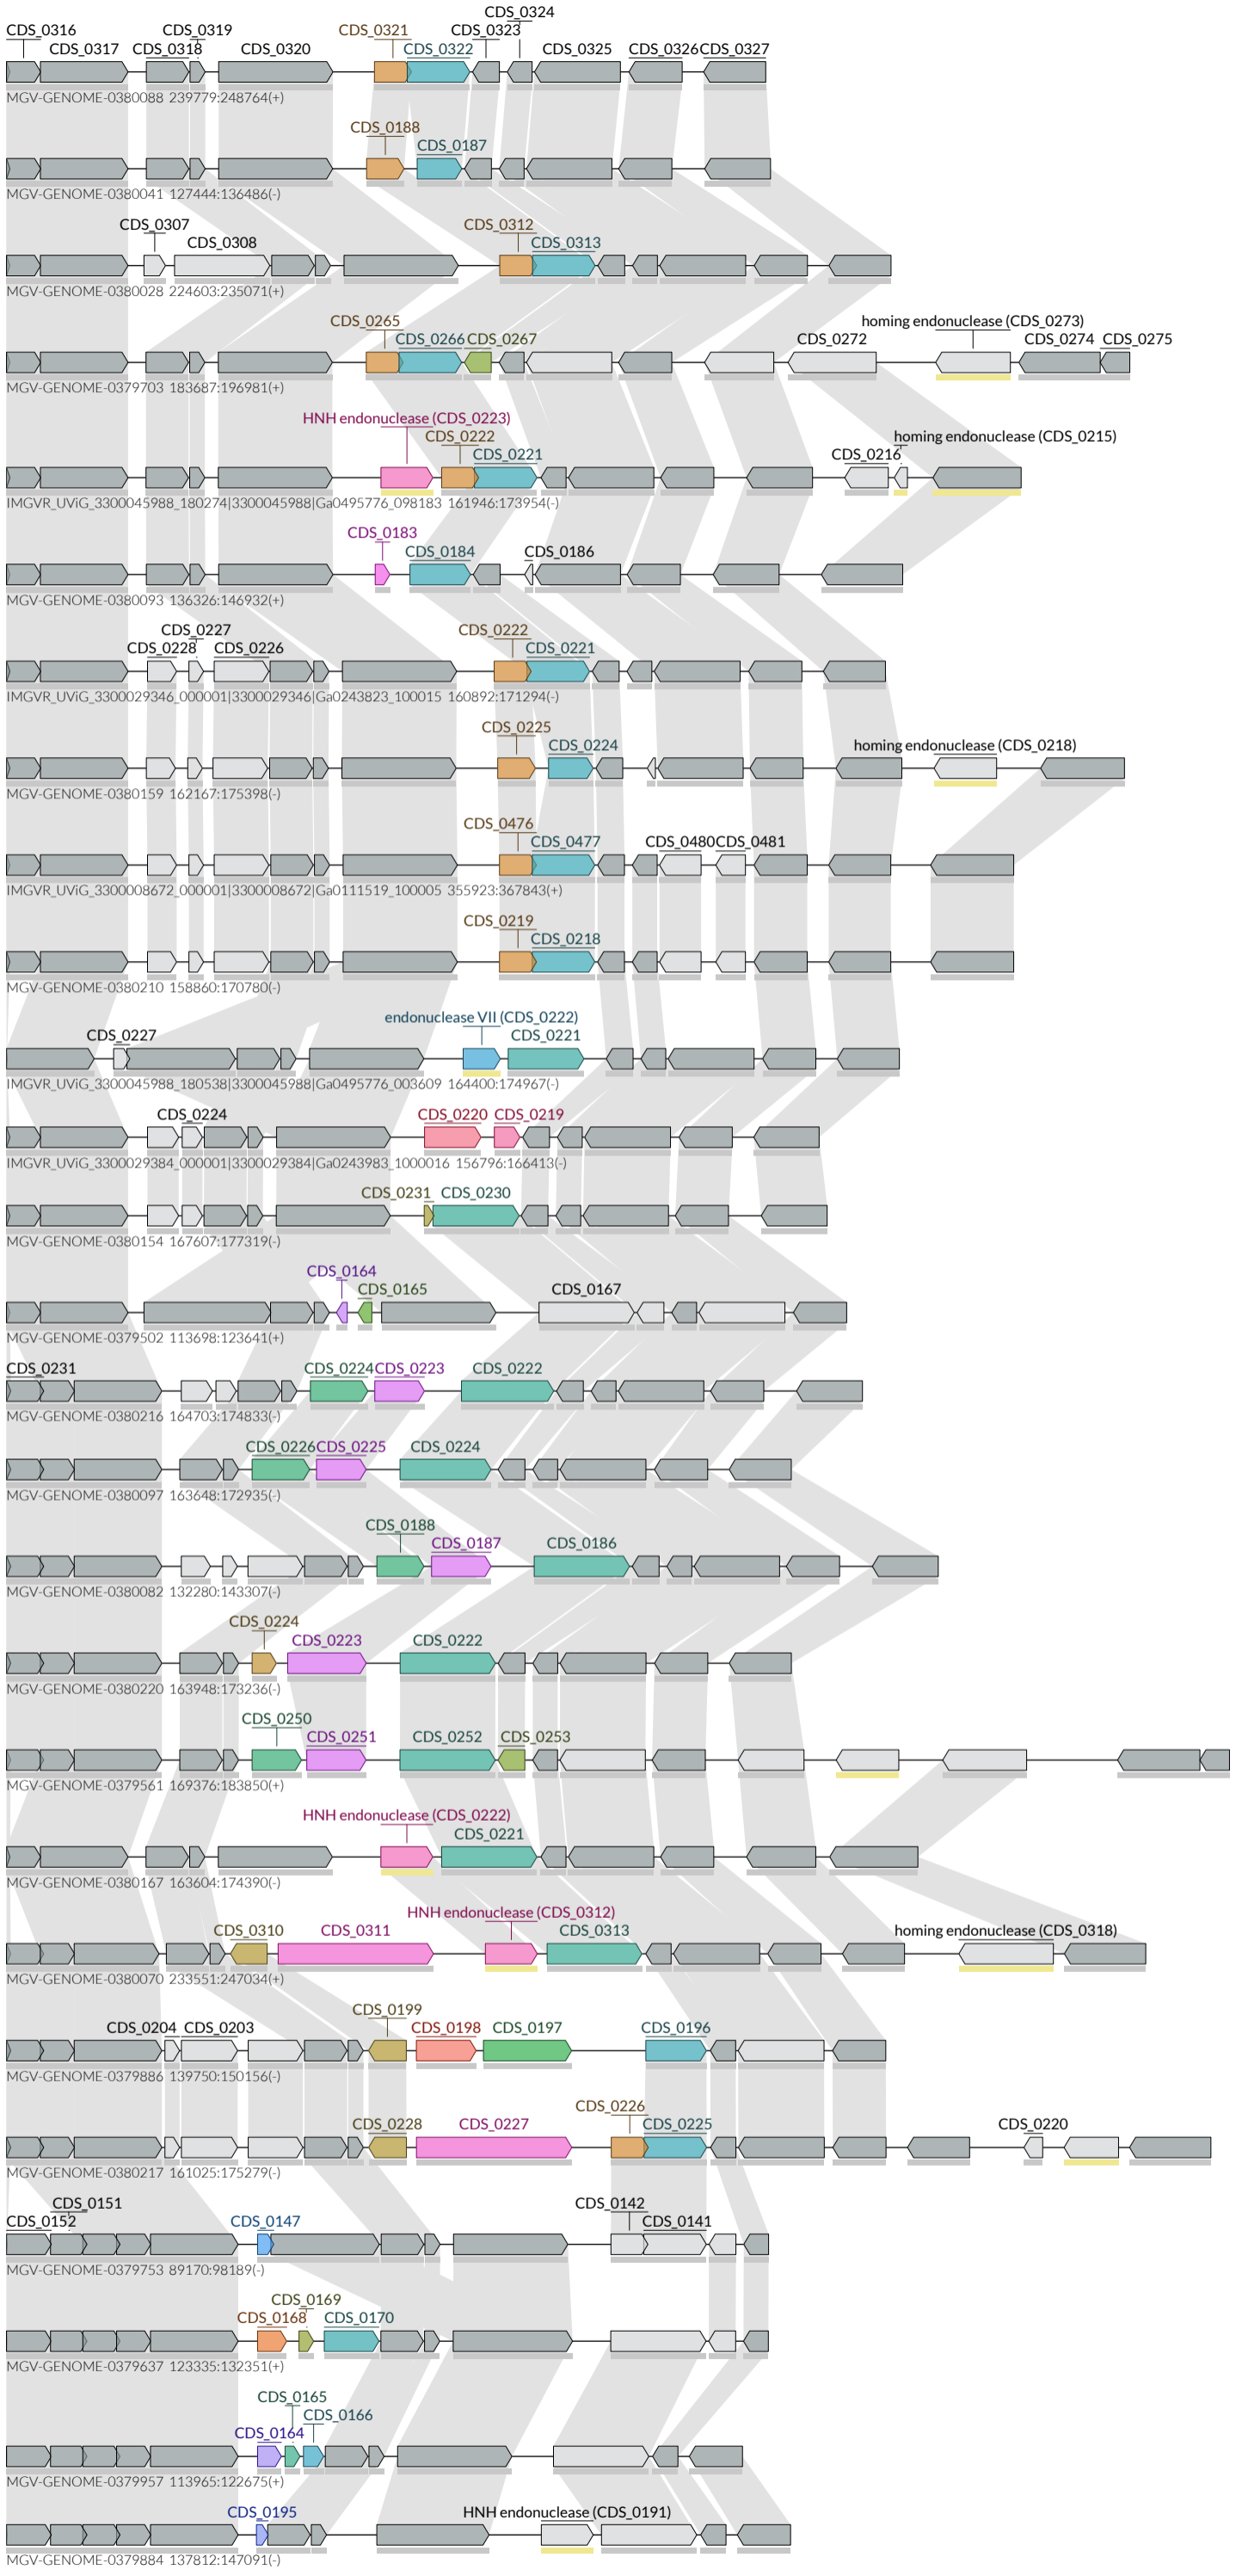 CDS_0324
CDS_0316 CDS_0319 CDS_0321 CDS_0323
CDS_0317 CDS_0318 CDS_0320 CDS_0322 CDS_0325 CDS_0326 CDS_0327
MGV-GENOME-0380088 239779:248764(+)
CDS_0188
CDS_0187
MGV-GENOME-0380041 127444:136486(-)
CDS_0307 CDS_0312
CDS_0308 CDS_0313
MGV-GENOME-0380028 224603:235071(+)
CDS_0265 homing endonuclease (CDS_0273)
CDS_0266 CDS_0267 CDS_0272 CDS_0274 CDS_0275
MGV-GENOME-0379703 183687:196981(+)
HNH endonuclease (CDS_0223)
CDS_0222 homing endonuclease (CDS_0215)
CDS_0221 CDS_0216
IMGVR_UViG_3300045988_180274|3300045988|Ga0495776_098183 161946:173954(-)
CDS_0183
CDS_0184 CDS_0186
MGV-GENOME-0380093 136326:146932(+)
CDS_0227 CDS_0222
CDS_0228 CDS_0226 CDS_0221
IMGVR_UViG_3300029346_000001|3300029346|Ga0243823_100015 160892:171294(-)
CDS_0225
CDS_0224 homing endonuclease (CDS_0218)
MGV-GENOME-0380159 162167:175398(-)
CDS_0476
CDS_0477 CDS_0480 CDS_0481
IMGVR_UViG_3300008672_000001|3300008672|Ga0111519_100005 355923:367843(+)
CDS_0219
CDS_0218
MGV-GENOME-0380210 158860:170780(-)
endonuclease VII (CDS_0222)
CDS_0227 CDS_0221
IMGVR_UViG_3300045988_180538|3300045988|Ga0495776_003609 164400:174967(-)
CDS_0224 CDS_0220 CDS_0219
IMGVR_UViG_3300029384_000001|3300029384|Ga0243983_1000016 156796:166413(-)
CDS_0231 CDS_0230
MGV-GENOME-0380154 167607:177319(-)
CDS_0164
CDS_0165 CDS_0167
MGV-GENOME-0379502 113698:123641(+)
CDS_0231 CDS_0224 CDS_0223 CDS_0222
MGV-GENOME-0380216 164703:174833(-)
CDS_0226 CDS_0225 CDS_0224
MGV-GENOME-0380097 163648:172935(-)
CDS_0188
CDS_0187 CDS_0186
MGV-GENOME-0380082 132280:143307(-)
CDS_0224
CDS_0223 CDS_0222
MGV-GENOME-0380220 163948:173236(-)
CDS_0250
CDS_0251 CDS_0252 CDS_0253
MGV-GENOME-0379561 169376:183850(+)
HNH endonuclease (CDS_0222)
CDS_0221
MGV-GENOME-0380167 163604:174390(-)
HNH endonuclease (CDS_0312)
CDS_0310 CDS_0311 CDS_0313 homing endonuclease (CDS_0318)
MGV-GENOME-0380070 233551:247034(+)
CDS_0199
CDS_0204 CDS_0203 CDS_0198 CDS_0197 CDS_0196
MGV-GENOME-0379886 139750:150156(-)
CDS_0226
CDS_0228 CDS_0227 CDS_0225 CDS_0220
MGV-GENOME-0380217 161025:175279(-)
CDS_0151 CDS_0142
CDS_0152 CDS_0147 CDS_0141
MGV-GENOME-0379753 89170:98189(-)
CDS_0169
CDS_0168 CDS_0170
MGV-GENOME-0379637 123335:132351(+)
CDS_0165
CDS_0166
CDS_0164
MGV-GENOME-0379957 113965:122675(+)
CDS_0195 HNH endonuclease (CDS_0191)
MGV-GENOME-0379884 137812:147091(-)